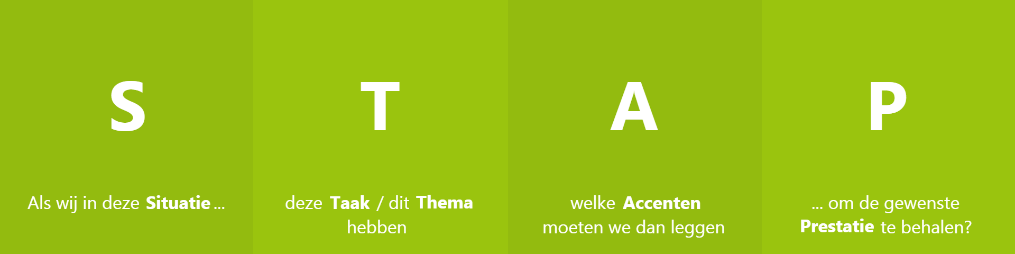 S
Als wij in deze Situatie ...
T
deze Taak / dit Thema
hebben
A
welke Accenten
moeten we dan leggen
P
... om de gewenste
Prestatie te behalen?